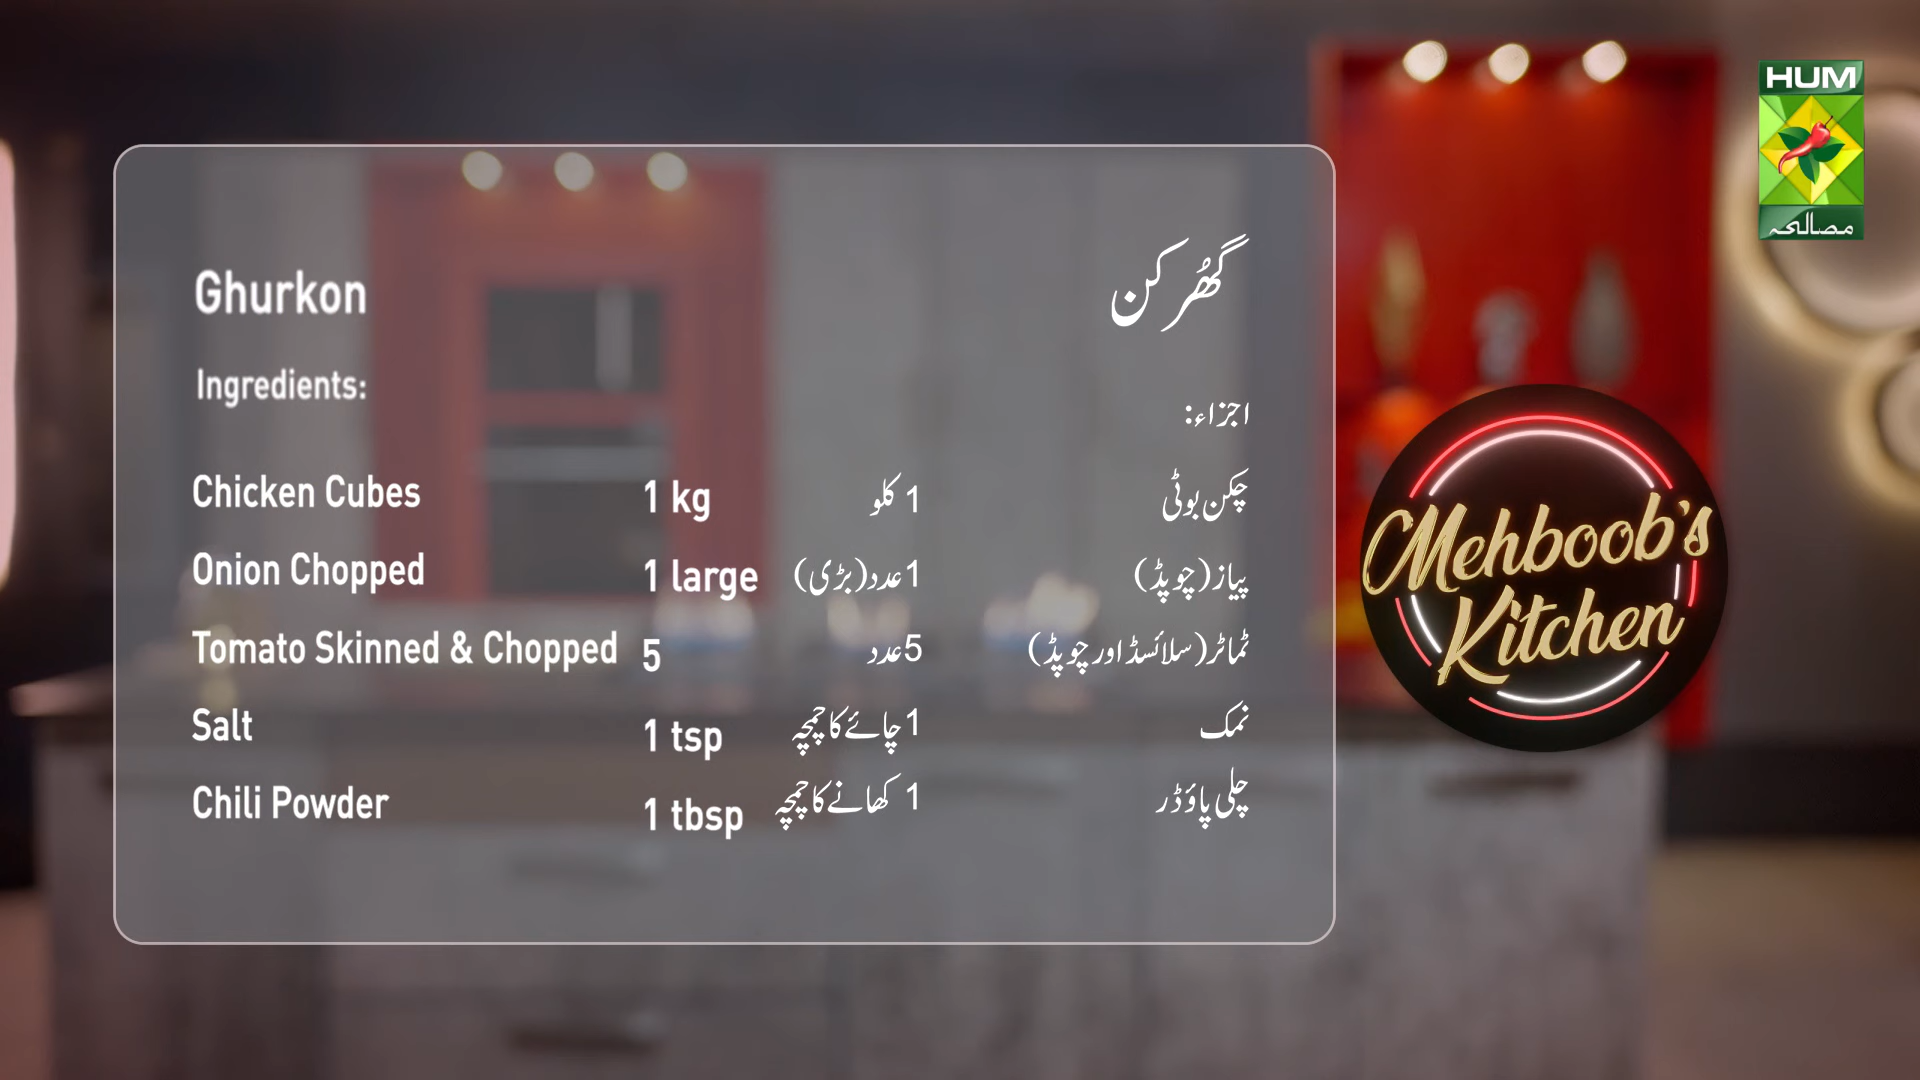 HUM
مصالحہ
Ghurkon
گھُرکن
Ingredients:
اجزاء:
Chicken Cubes 1 kg 1 کلو چکن بوٹی
Onion Chopped 1 large 1 عدد (بڑی) پیاز (چوپڈ)
Tomato Skinned & Chopped 5 5 عدد ٹماٹر (سلائسڈ اور چوپڈ)
Salt 1 tsp 1 چائے کا چمچہ نمک
Chili Powder 1 tbsp 1 کھانے کا چمچہ چلی پاؤڈر
Mehboob's
Kitchen